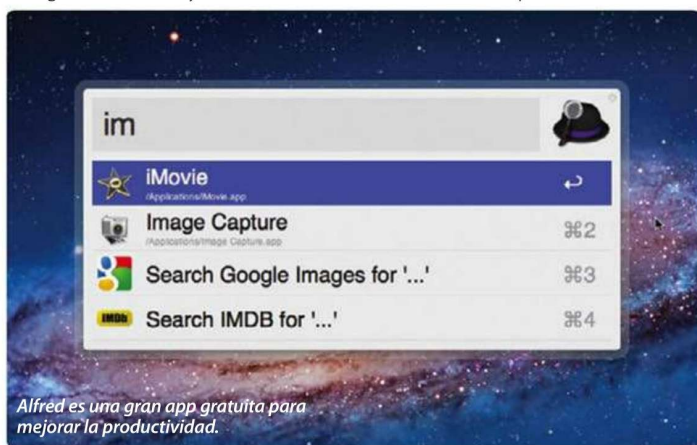 im
iMovie
/Applications/iMovie.app
Image Capture
⌘2
/Applications/Image Capture.app
Search Google Images for '...'
⌘3
IMDb
Search IMDB for '...'
⌘4
Alfred es una gran app gratuita para
mejorar la productividad.